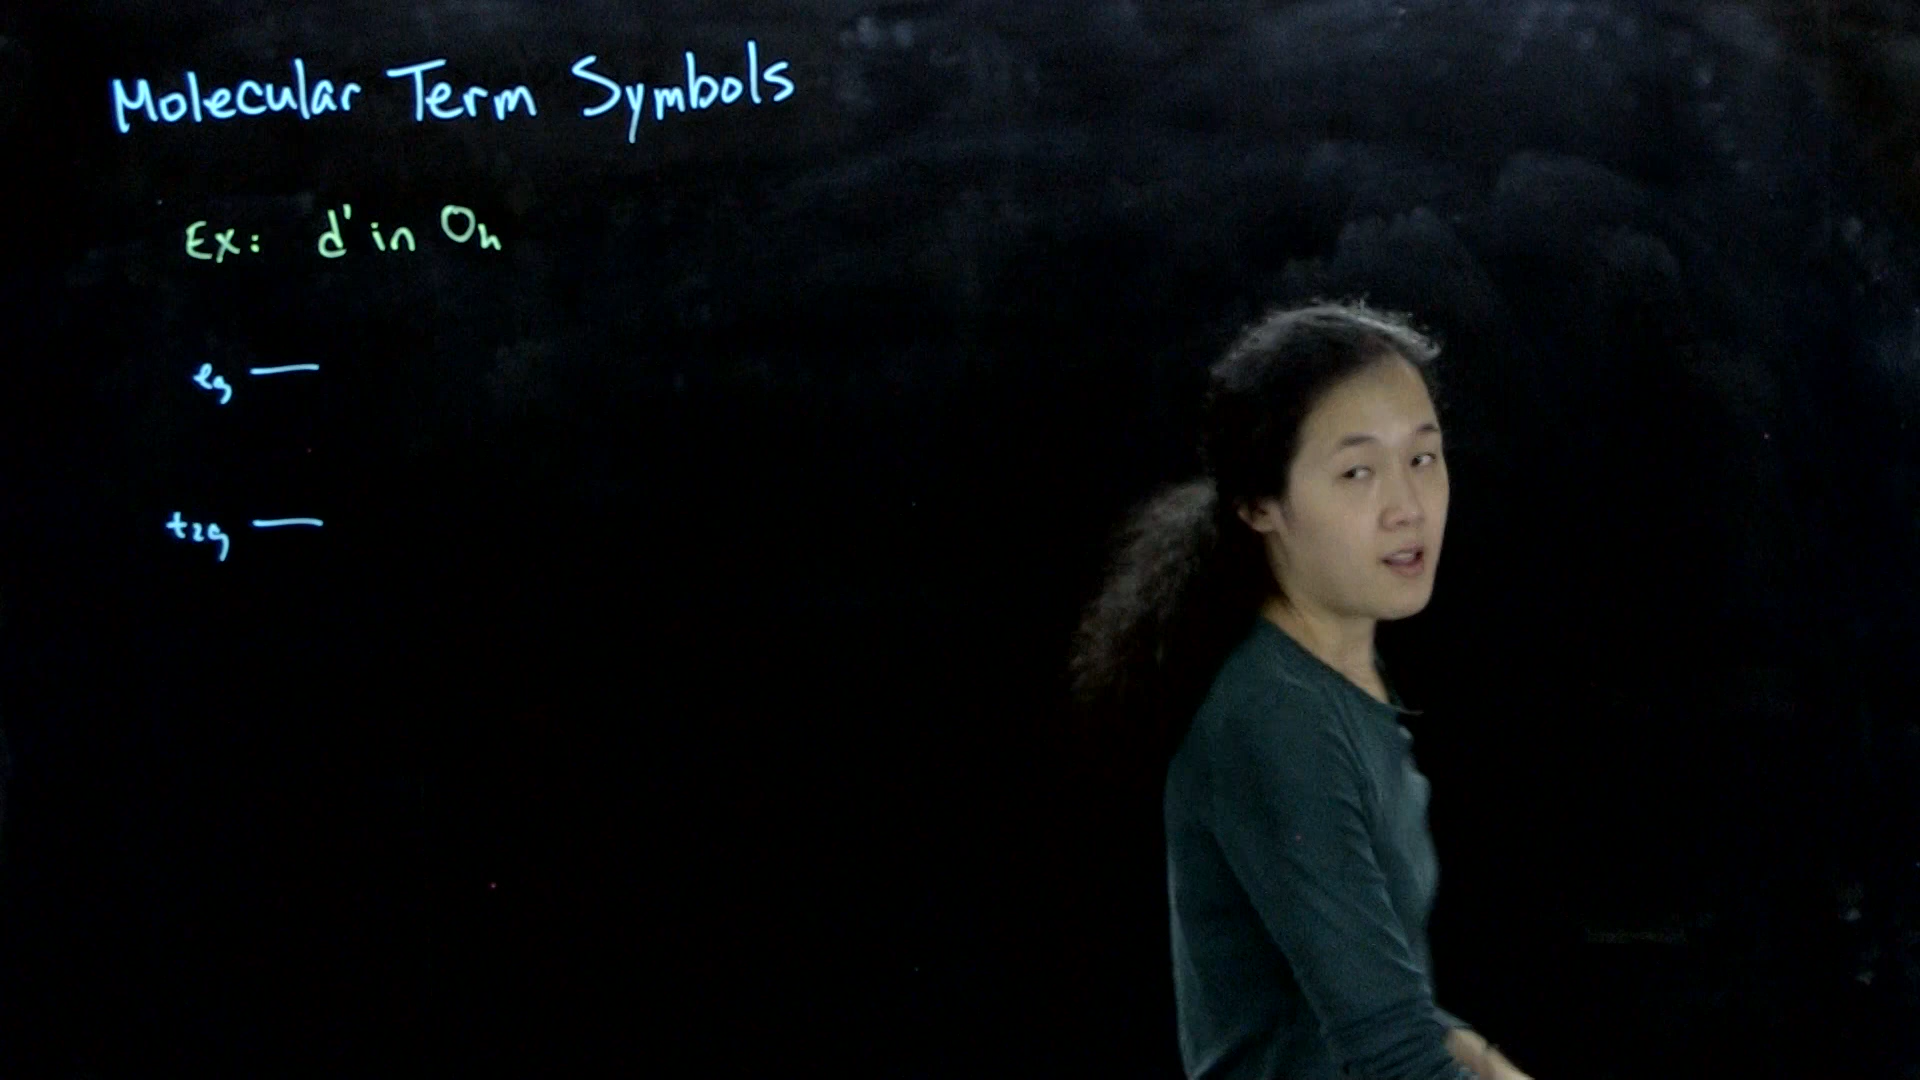 Molecular Term Symbols
Ex: d' in Oh
eg
t2g